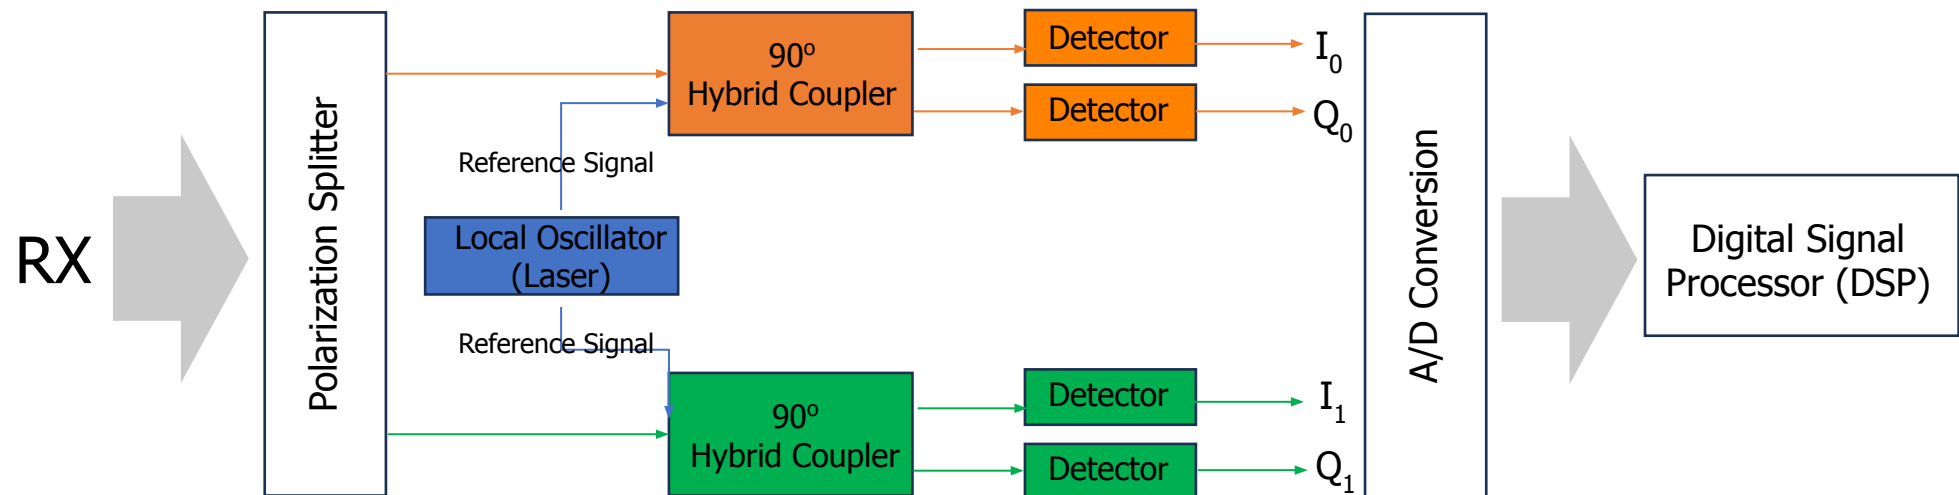 RX
Polarization Splitter
Reference Signal
Local Oscillator
(Laser)
Reference Signal
90º
Hybrid Coupler
90º
Hybrid Coupler
Detector
Detector
Detector
Detector
I0
Q0
I1
Q1
A/D Conversion
Digital Signal
Processor (DSP)